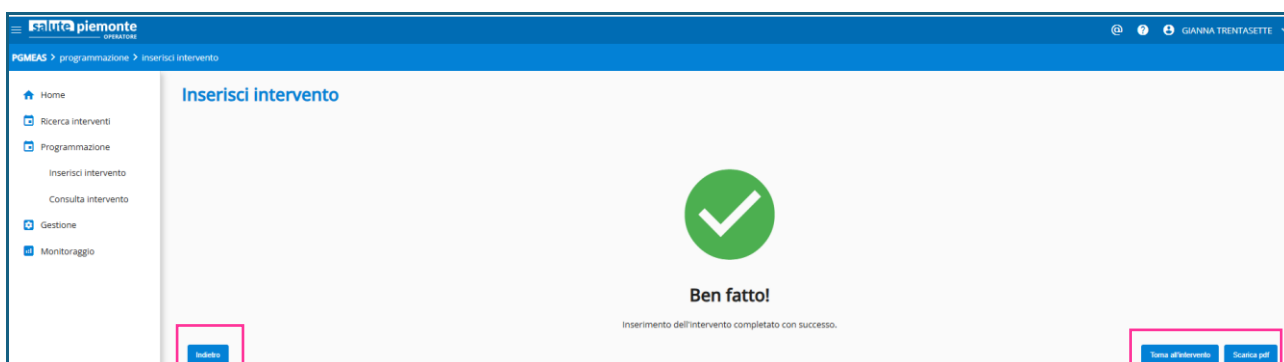 salute piemonte
OPERATORE
GIANNA TRENTASETTE
PGMEAS > programmazione > inserisci intervento
Home
Ricerca interventi
Programmazione
Inserisci intervento
Consulta intervento
Gestione
Monitoraggio
Inserisci intervento
Ben fatto!
Inserimento dell'intervento completato con successo.
Indietro
Torna all'intervento
Scarica pdf